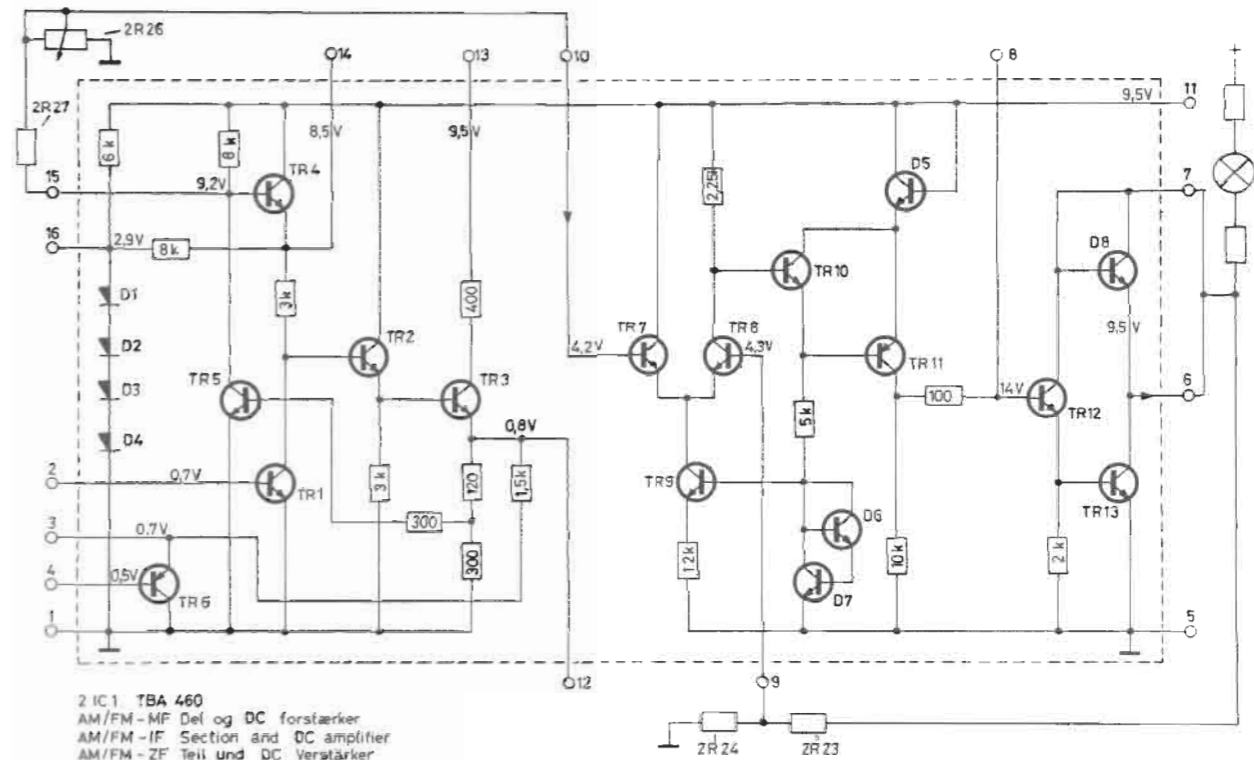 2R26
14
13
10
8
+
2R27
6k
8k
8,5V
9,5V
9,5V
11
TR4
2,25k
D5
7
15
9,2V
16
2,9V
8k
D8
TR10
D1
3k
400
D2
TR2
TR7
TR8
9,5V
4,2V
4,3V
D3
TR5
TR3
TR11
6
100
14V
D4
0,8V
5k
TR12
2
0,7V
TR1
3k
120
1,5k
TR9
TR13
3
0,7V
300
D6
12k
10k
2k
4
0,5V
300
TR6
D7
1
5
12
9
2 IC1 TBA 460
AM/FM-MF Del og DC forstærker
AM/FM-IF Section and DC amplifier
AM/FM-ZF Teil und DC Verstärker
2R24
2R23